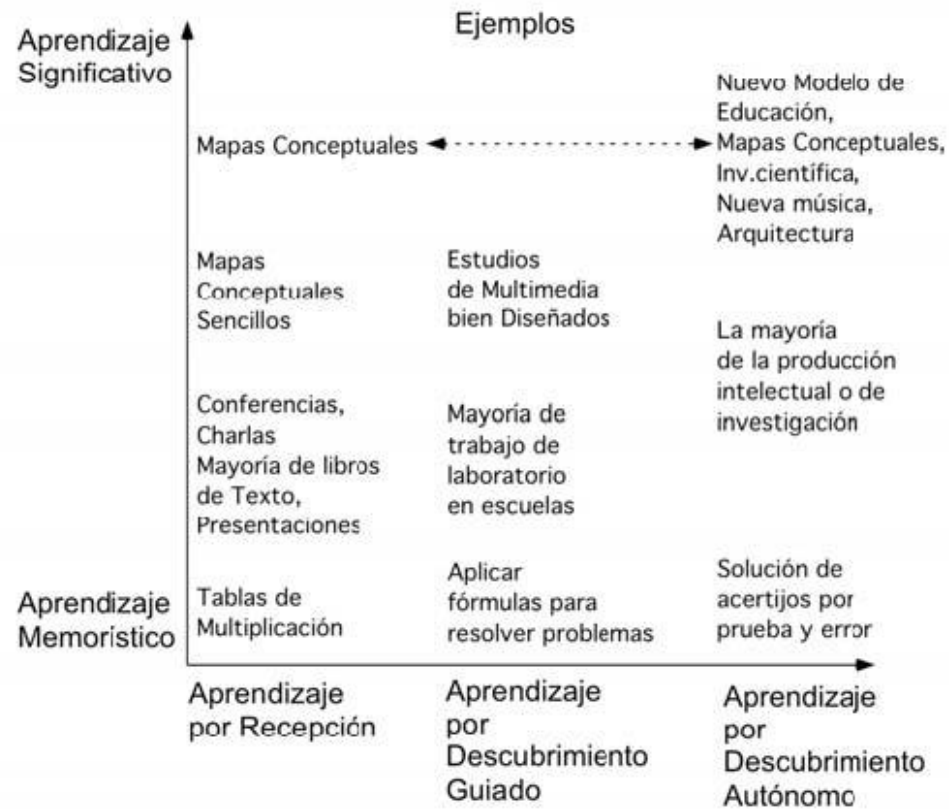 Ejemplos
Aprendizaje
Significativo
Mapas Conceptuales
Nuevo Modelo de
Educación,
Mapas Conceptuales,
Inv.científica,
Nueva música,
Arquitectura
Mapas
Conceptuales
Sencillos
Estudios
de Multimedia
bien Diseñados
La mayoría
de la producción
intelectual o de
investigación
Conferencias,
Charlas
Mayoría de libros
de Texto,
Presentaciones
Mayoría de
trabajo de
laboratorio
en escuelas
Aprendizaje
Memorístico
Tablas de
Multiplicación
Aplicar
fórmulas para
resolver problemas
Solución de
acertijos por
prueba y error
Aprendizaje
por Recepción
Aprendizaje
por
Descubrimiento
Guiado
Aprendizaje
por
Descubrimiento
Autónomo